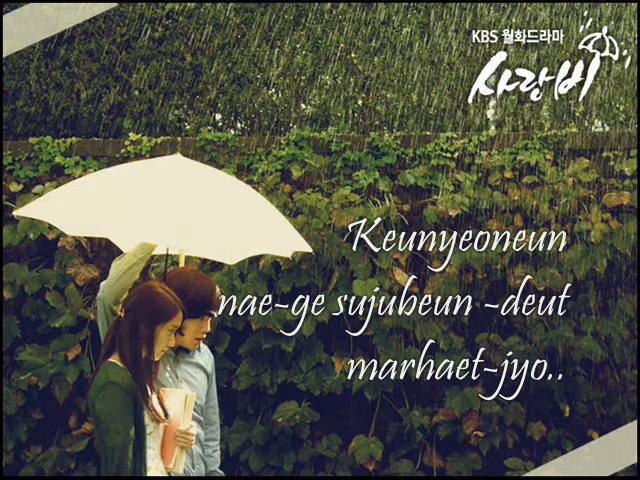 KBS 월화드라마
사랑비
Keunyeoneun
nae-ge sujubeun -deut
marhaet-jyo..